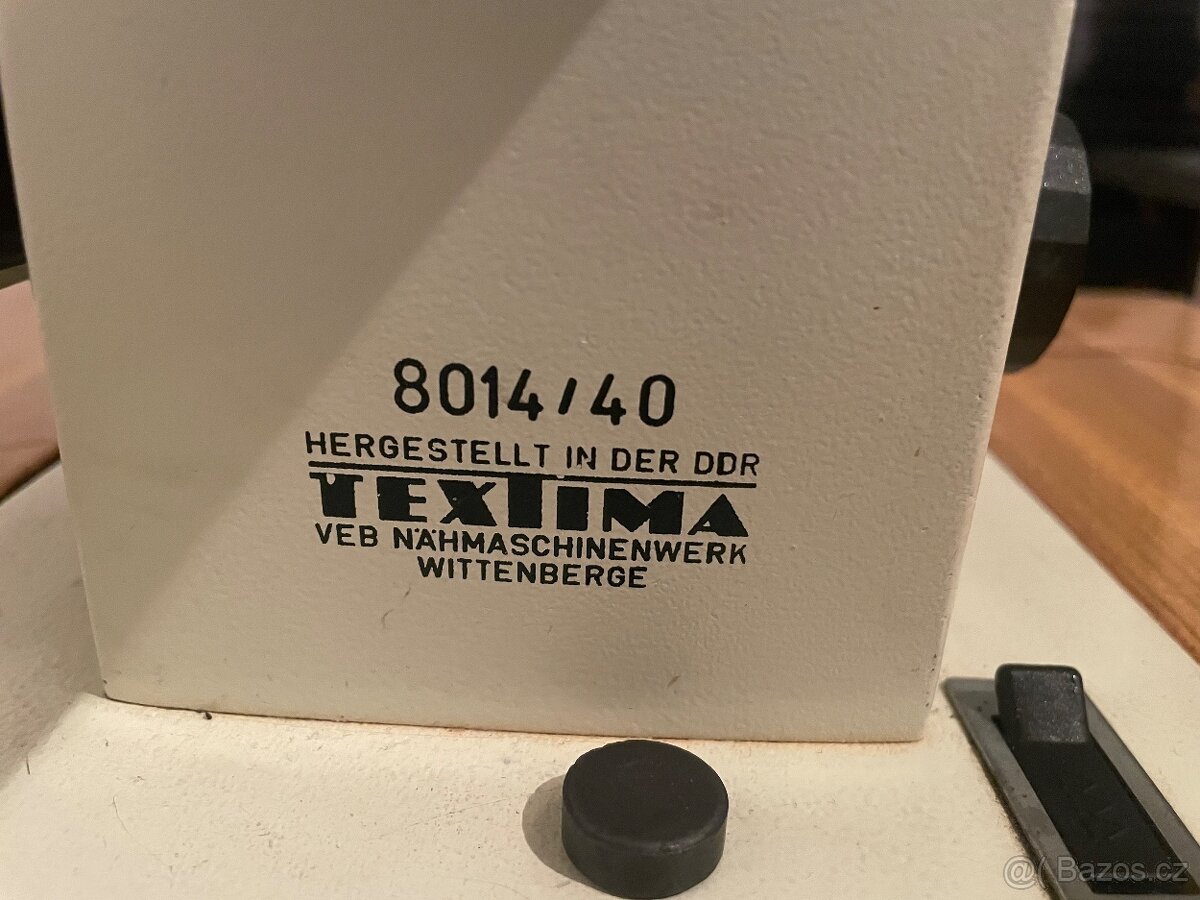 8014/40
HERGESTELLT IN DER DDR
TEXTIMA
VEB NÄHMASCHINENWERK
WITTENBERGE
@( Bazos.cz